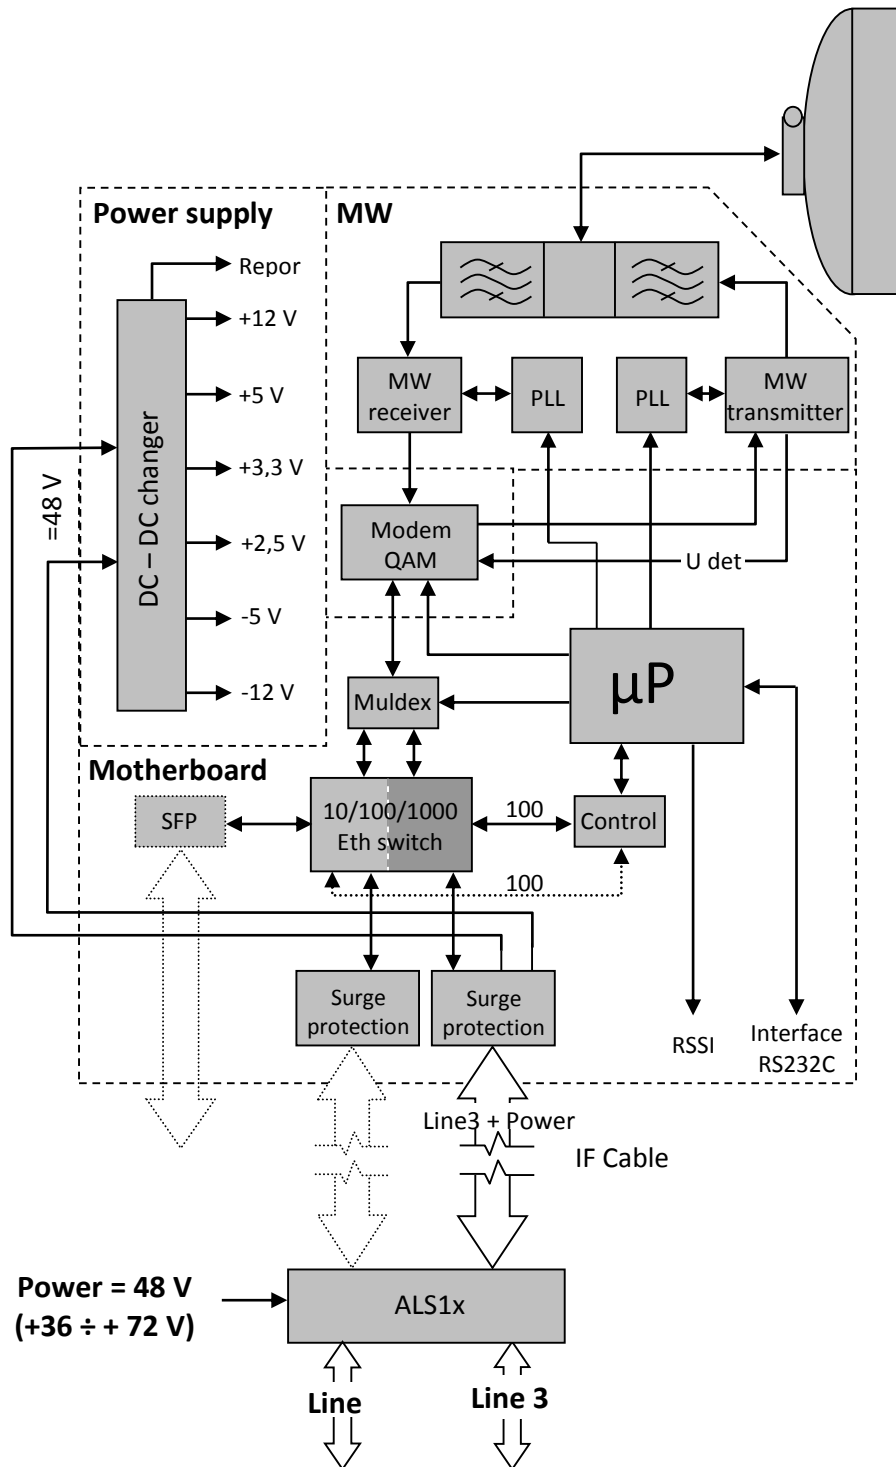 Power supply
MW
Repor
+12 V
+5 V
+3,3 V
+2,5 V
-5 V
-12 V
DC – DC changer
=48 V
MW
receiver
PLL
PLL
MW
transmitter
Modem
QAM
U det
µP
Muldex
Motherboard
SFP
10/100/1000
Eth switch
100
Control
100
Surge
protection
Surge
protection
RSSI
Interface
RS232C
Line3 + Power
IF Cable
Power = 48 V
(+36 ÷ + 72 V)
ALS1x
Line
Line 3